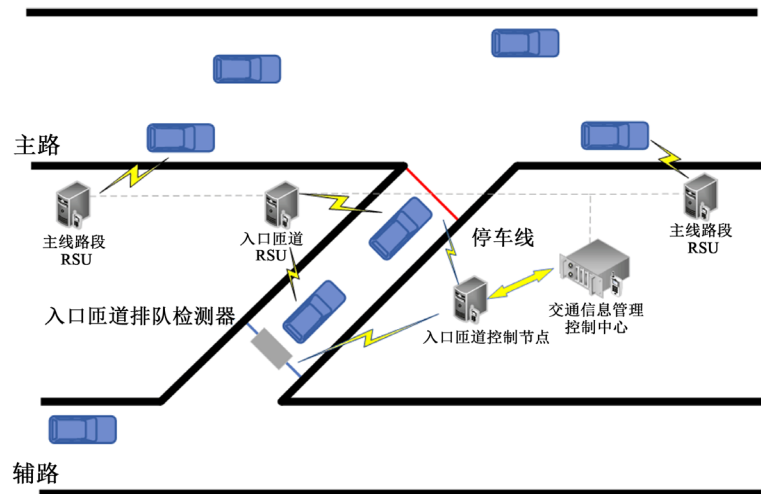 主路
主线路段
RSU
入口匝道
RSU
停车线
主线路段
RSU
入口匝道排队检测器
入口匝道控制节点
交通信息管理
控制中心
辅路